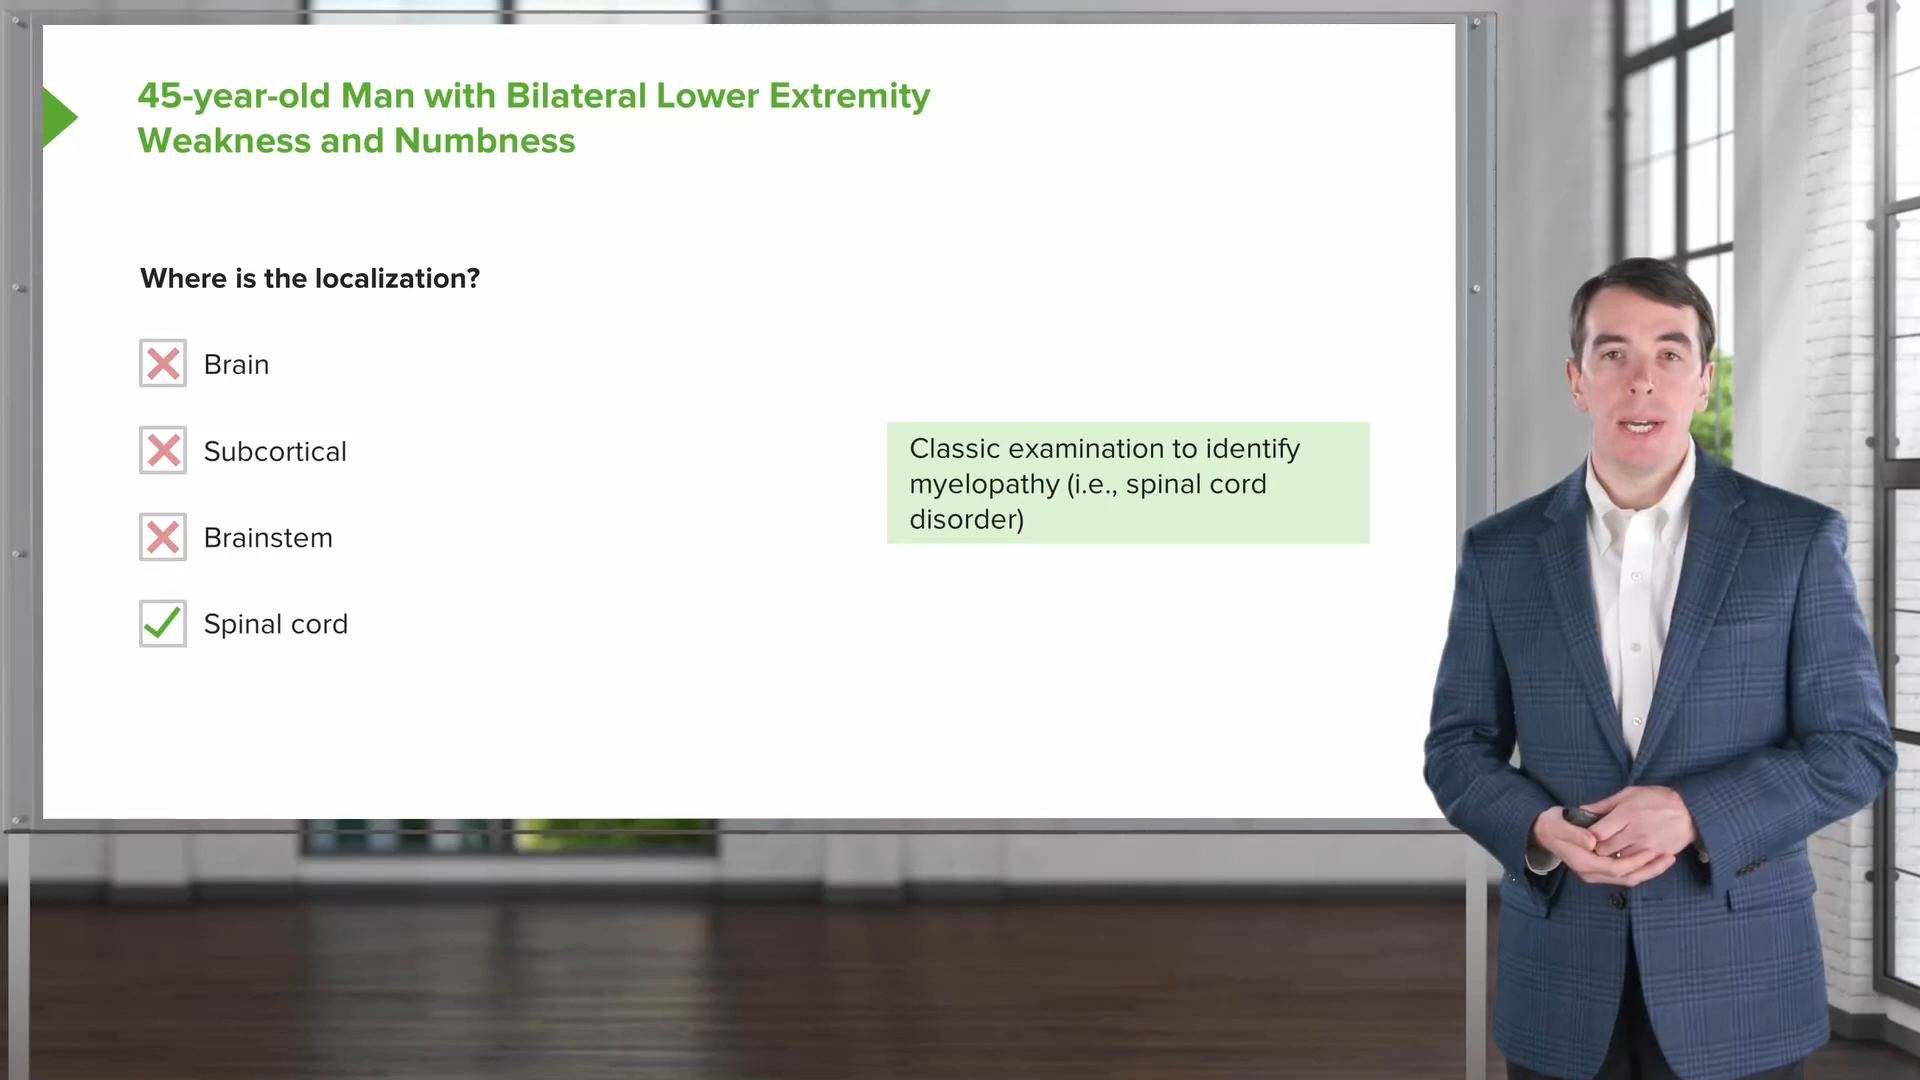 45-year-old Man with Bilateral Lower Extremity
Weakness and Numbness
Where is the localization?
Brain
Subcortical
Brainstem
Spinal cord
Classic examination to identify
myelopathy (i.e., spinal cord
disorder)